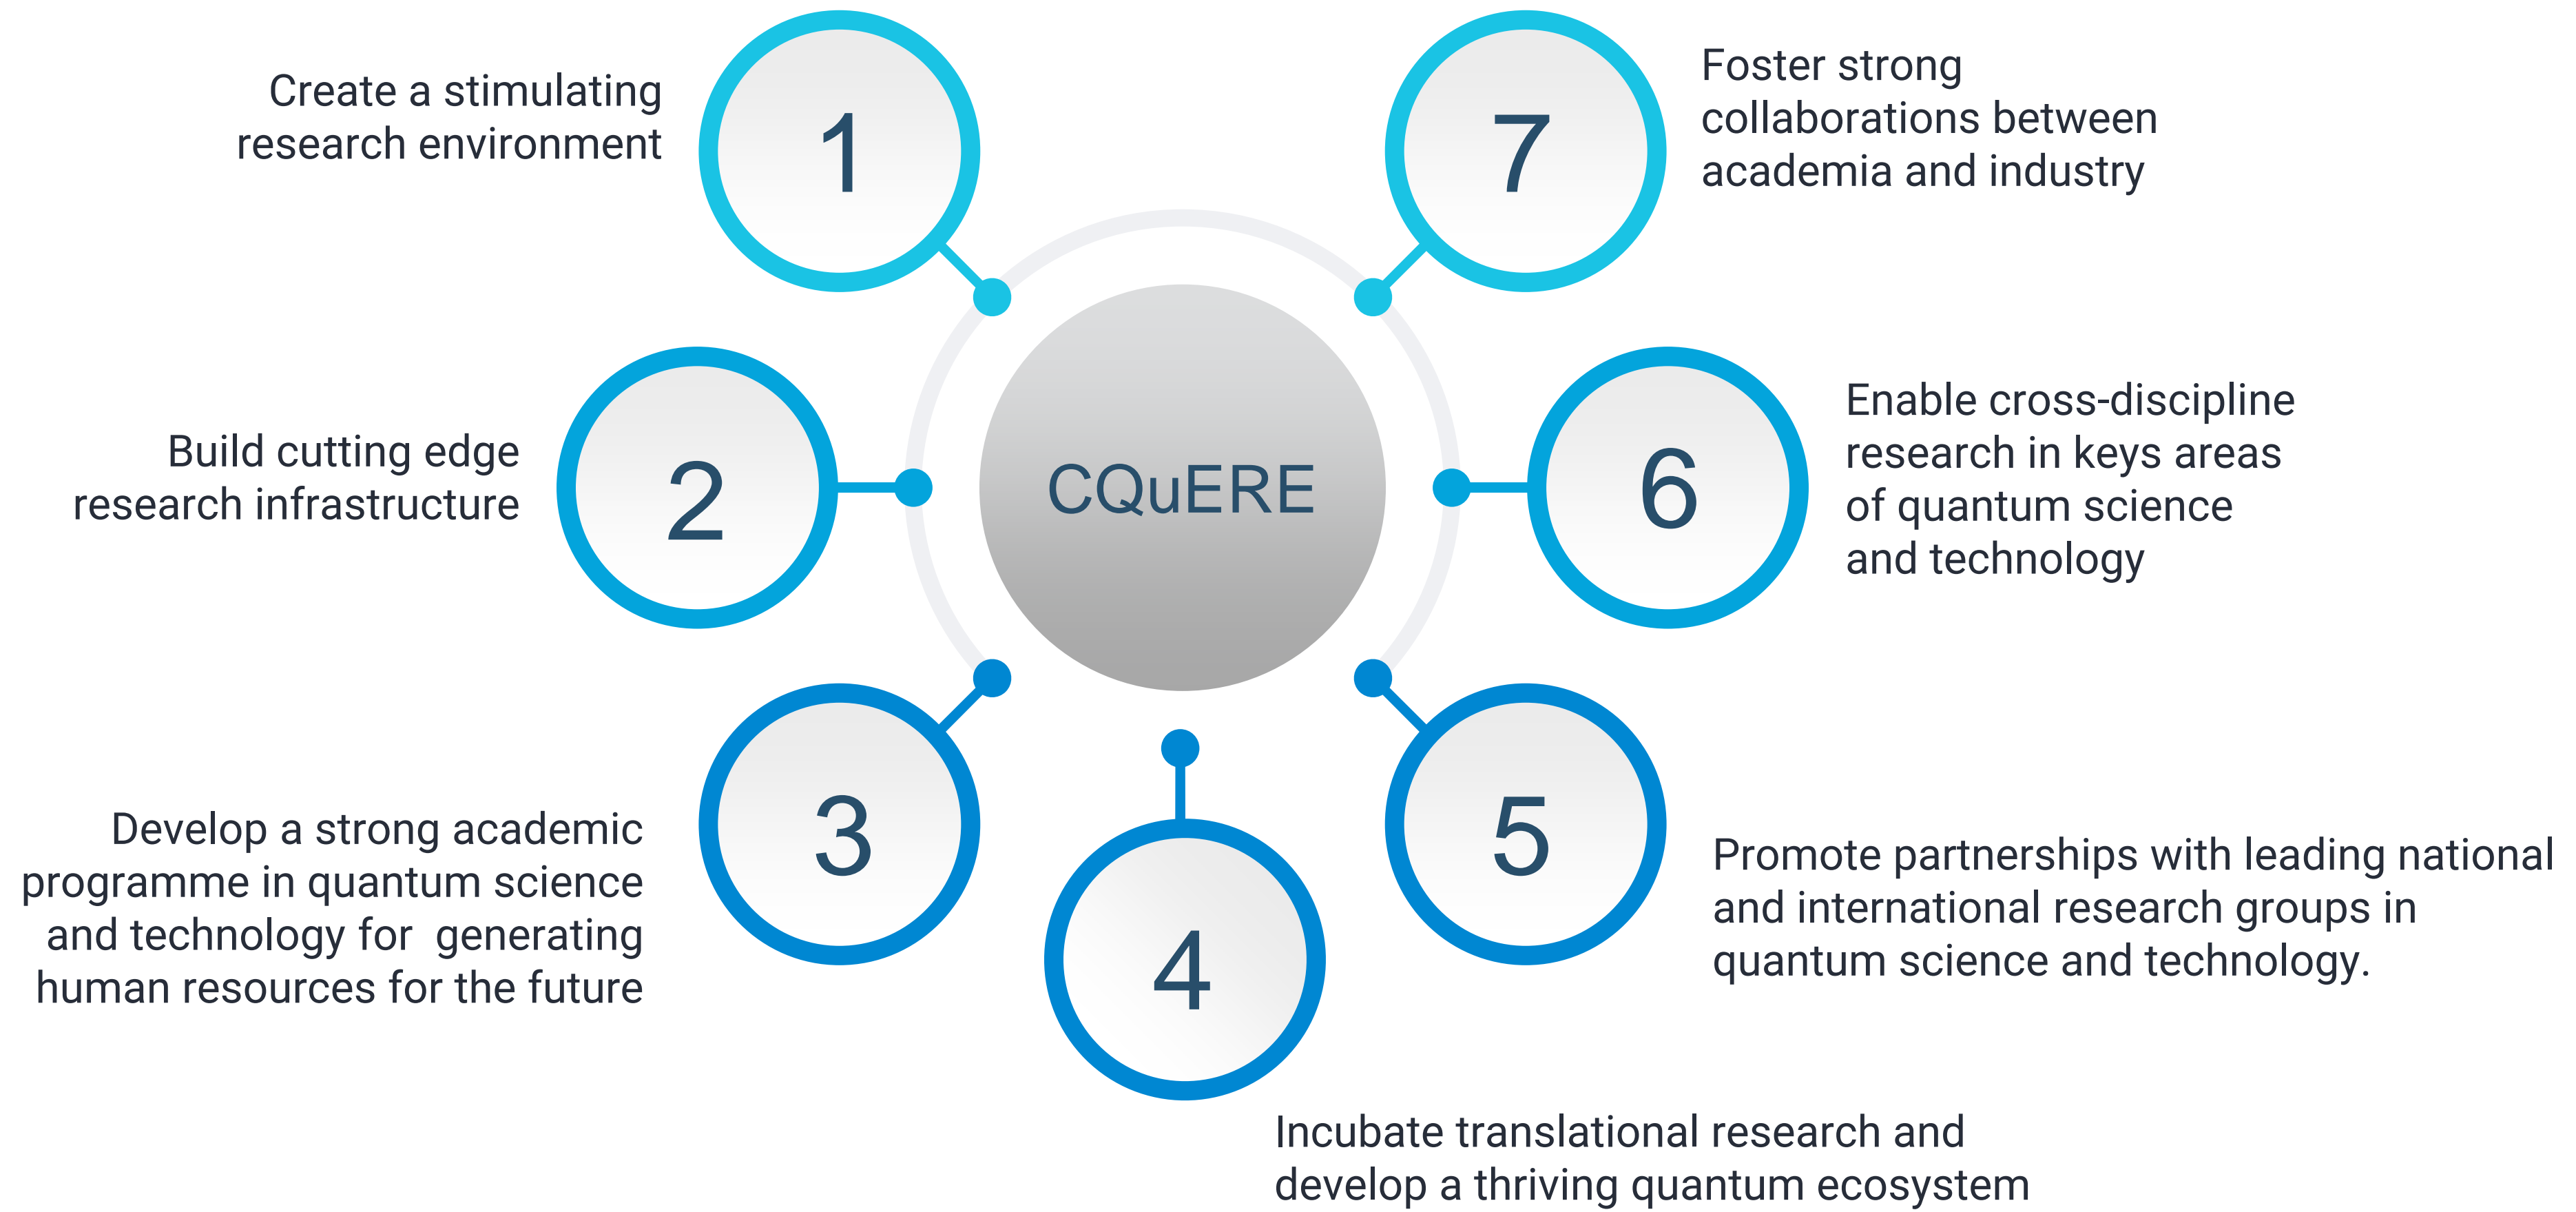 Create a stimulating
research environment
1
Build cutting edge
research infrastructure
2
Develop a strong academic
programme in quantum science
and technology for  generating
human resources for the future
3
CQuERE
4
Incubate translational research and
develop a thriving quantum ecosystem
5
Promote partnerships with leading national
and international research groups in
quantum science and technology.
6
Enable cross-discipline
research in keys areas
of quantum science
and technology
7
Foster strong
collaborations between
academia and industry